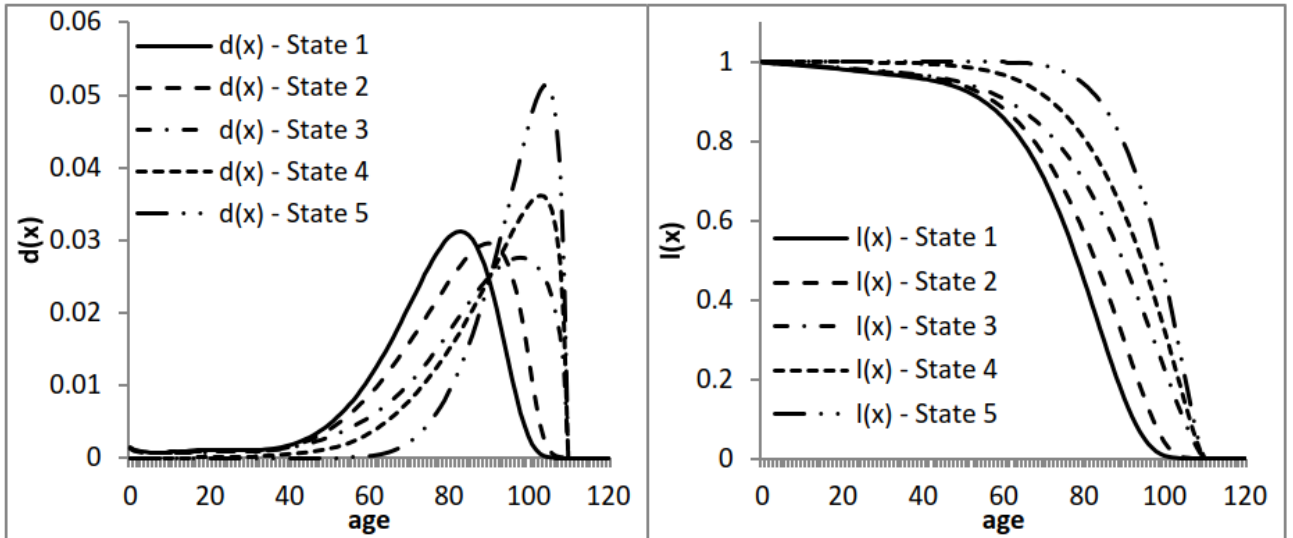 0.06
0.05
0.04
0.03
0.02
0.01
0
d(x)
d(x) - State 1
d(x) - State 2
d(x) - State 3
d(x) - State 4
d(x) - State 5
0 20 40 60 80 100 120
age
1
0.8
0.6
0.4
0.2
0
l(x)
l(x) - State 1
l(x) - State 2
l(x) - State 3
l(x) - State 4
l(x) - State 5
0 20 40 60 80 100 120
age